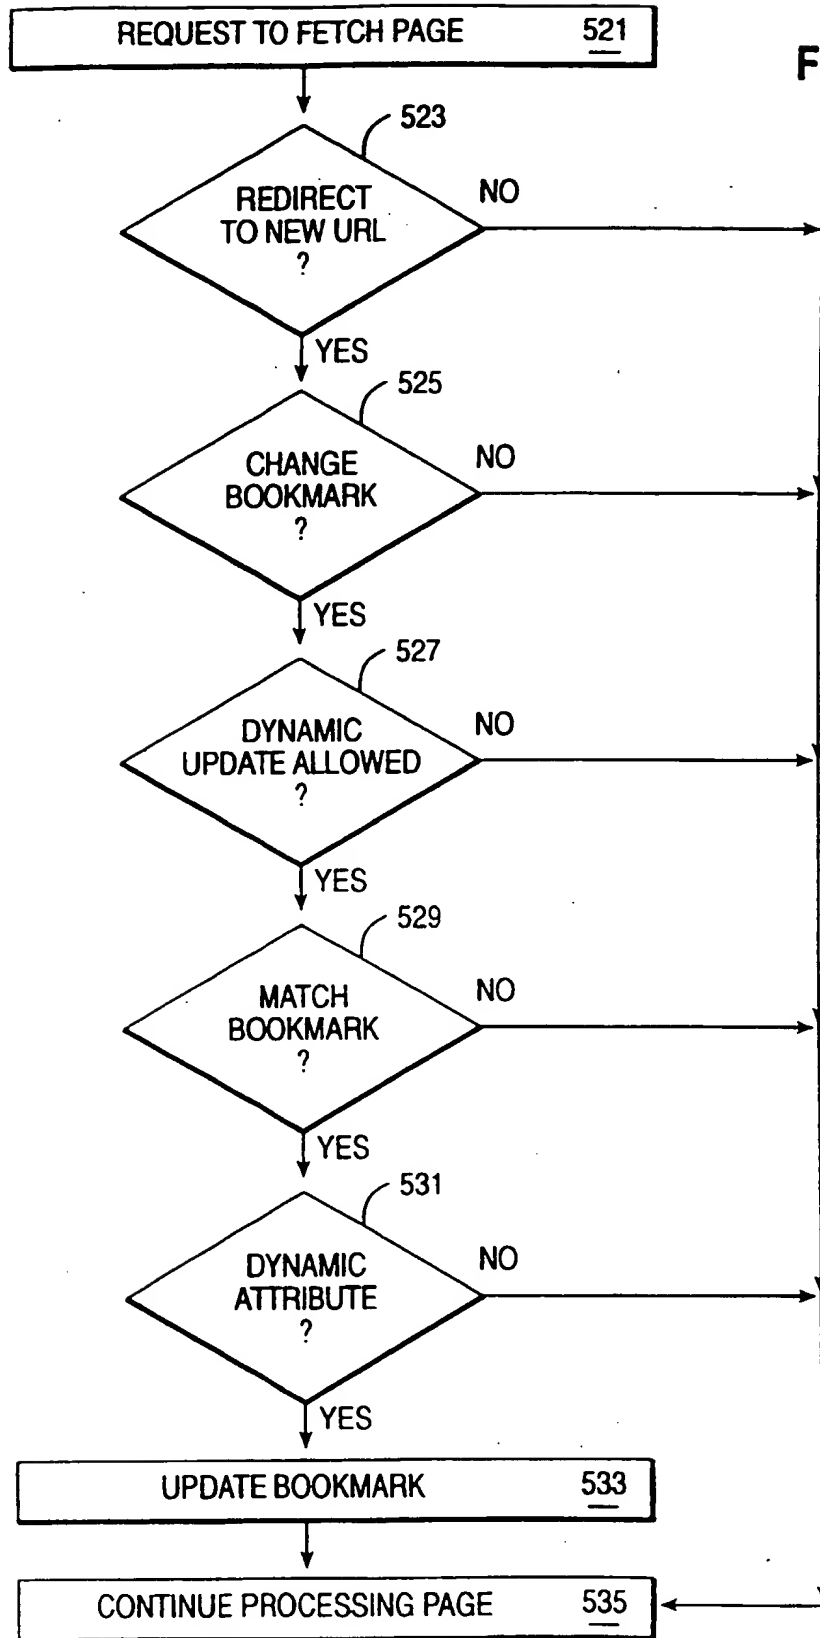 REQUEST TO FETCH PAGE 521
F
523
REDIRECT
TO NEW URL
?
NO
YES
525
CHANGE
BOOKMARK
?
NO
YES
527
DYNAMIC
UPDATE ALLOWED
?
NO
YES
529
MATCH
BOOKMARK
?
NO
YES
531
DYNAMIC
ATTRIBUTE
?
NO
YES
UPDATE BOOKMARK 533
CONTINUE PROCESSING PAGE 535